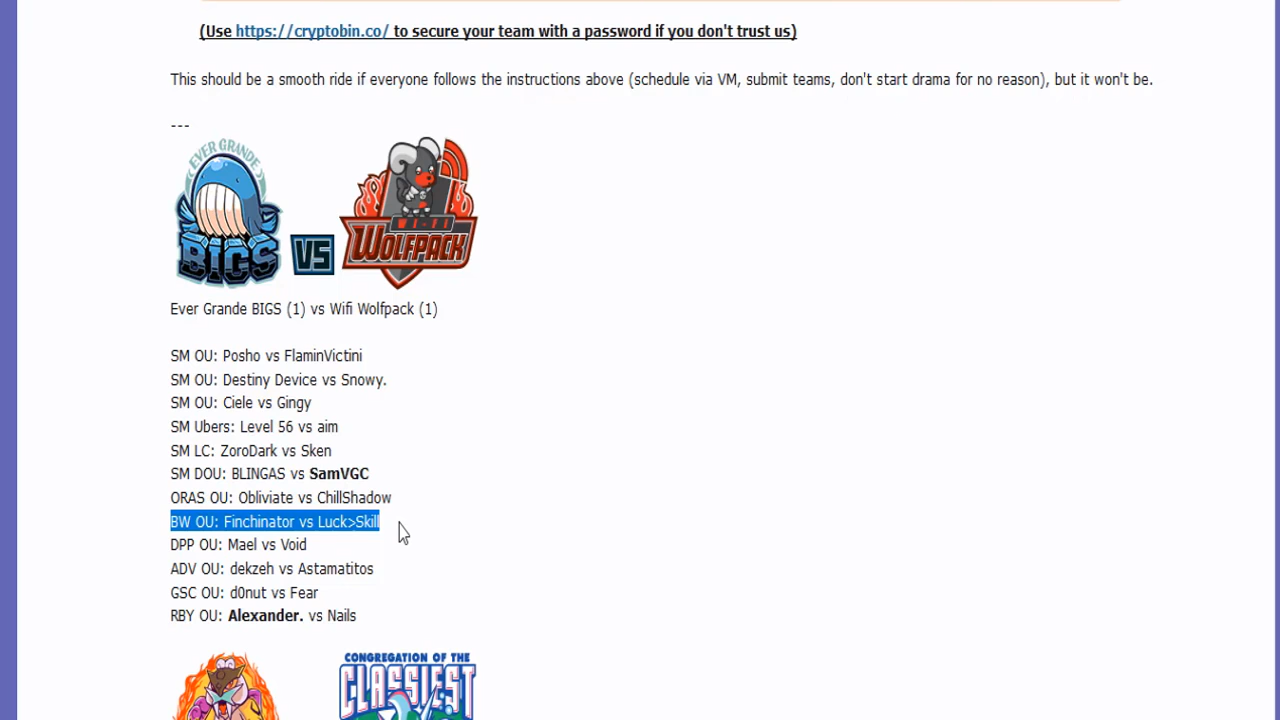 (Use https://cryptobin.co/ to secure your team with a password if you don't trust us)
This should be a smooth ride if everyone follows the instructions above (schedule via VM, submit teams, don't start drama for no reason), but it won't be.
---
EVER GRANDE
BIGS
VS
WI-FI
WOLFPACK
Ever Grande BIGS (1) vs Wifi Wolfpack (1)
SM OU: Posho vs FlaminVictini
SM OU: Destiny Device vs Snowy.
SM OU: Ciele vs Gingy
SM Ubers: Level 56 vs aim
SM LC: ZoroDark vs Sken
SM DOU: BLINGAS vs SamVGC
ORAS OU: Obliviate vs ChillShadow
BW OU: Finchinator vs Luck>Skill
DPP OU: Mael vs Void
ADV OU: dekzeh vs Astamatitos
GSC OU: d0nut vs Fear
RBY OU: Alexander. vs Nails
CONGREGATION OF THE
CLASSIEST